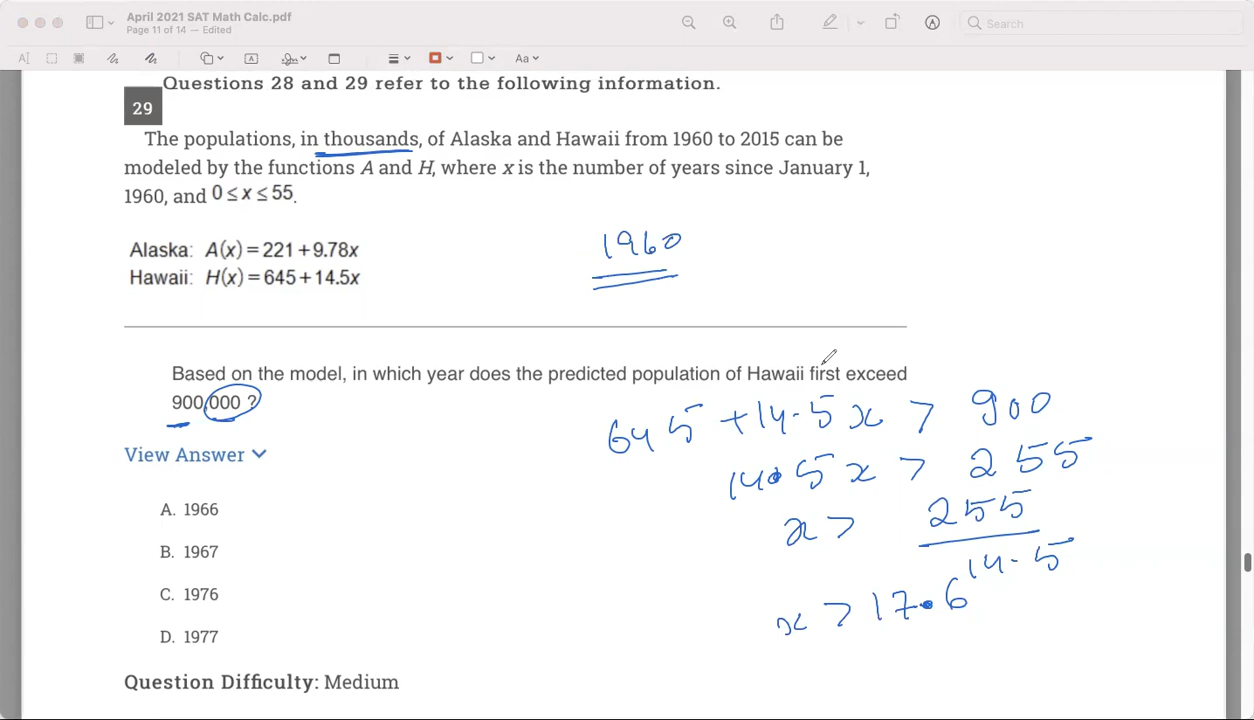 April 2021 SAT Math Calc.pdf
Page 11 of 14 – Edited
Search
Aa
Questions 28 and 29 refer to the following information.
29
The populations, in thousands, of Alaska and Hawaii from 1960 to 2015 can be
modeled by the functions A and H, where x is the number of years since January 1,
1960, and 0 ≤ x ≤ 55.
1960
Alaska: A(x) = 221 + 9.78x
Hawaii: H(x) = 645 + 14.5x
Based on the model, in which year does the predicted population of Hawaii first exceed
900,000 ?
645 + 14.5x > 900
14.5x > 255
x > 255
14.5
x > 17.6
View Answer
A. 1966
B. 1967
C. 1976
D. 1977
Question Difficulty: Medium